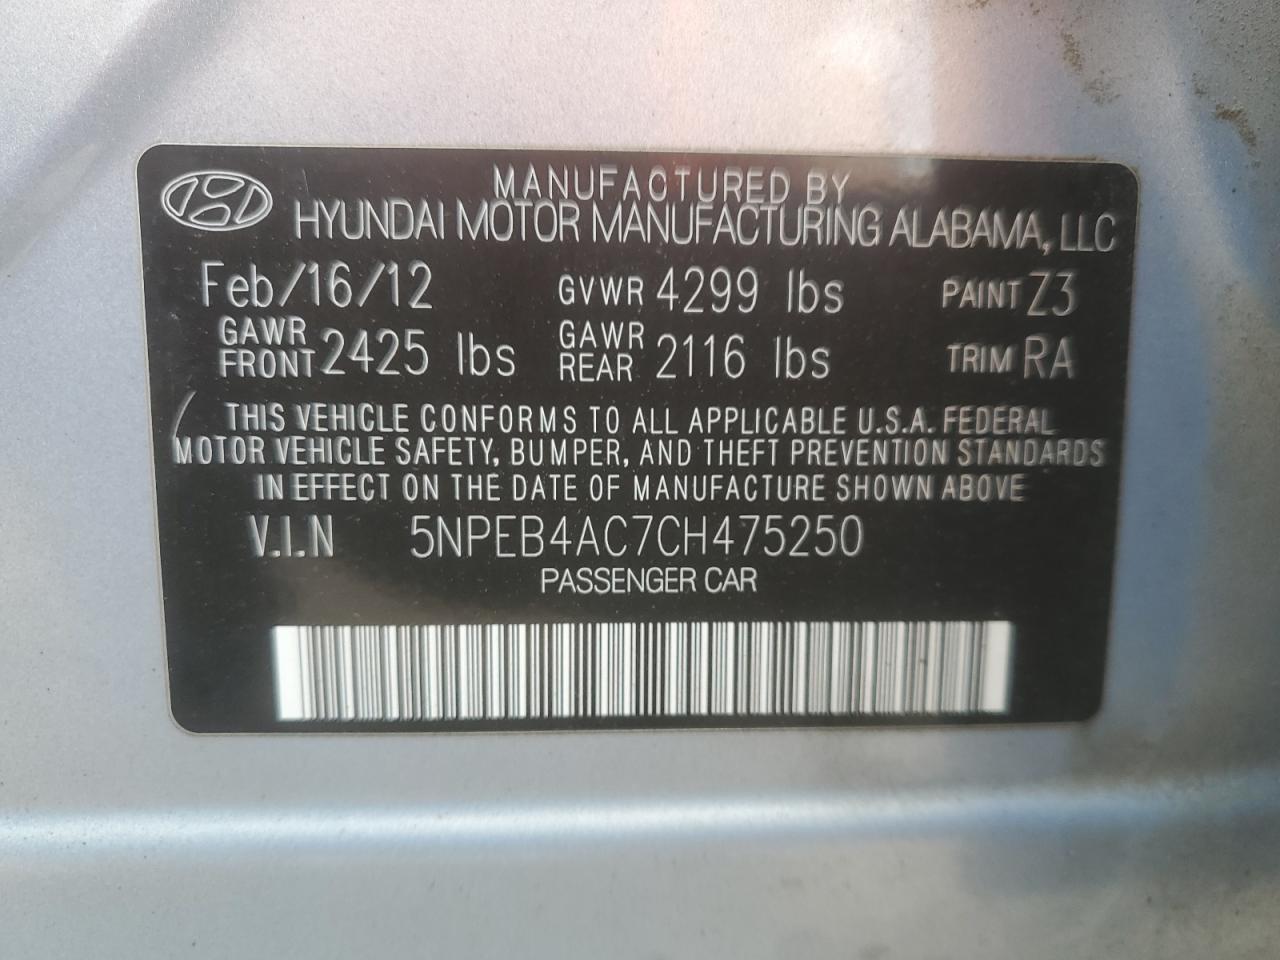 MANUFACTURED BY
HYUNDAI MOTOR MANUFACTURING ALABAMA, LLC
Feb/16/12 GVWR 4299 lbs PAINT Z3
GAWR FRONT 2425 lbs GAWR REAR 2116 lbs TRIM RA
THIS VEHICLE CONFORMS TO ALL APPLICABLE U.S.A. FEDERAL
MOTOR VEHICLE SAFETY, BUMPER, AND THEFT PREVENTION STANDARDS
IN EFFECT ON THE DATE OF MANUFACTURE SHOWN ABOVE
V.I.N 5NPEB4AC7CH475250
PASSENGER CAR